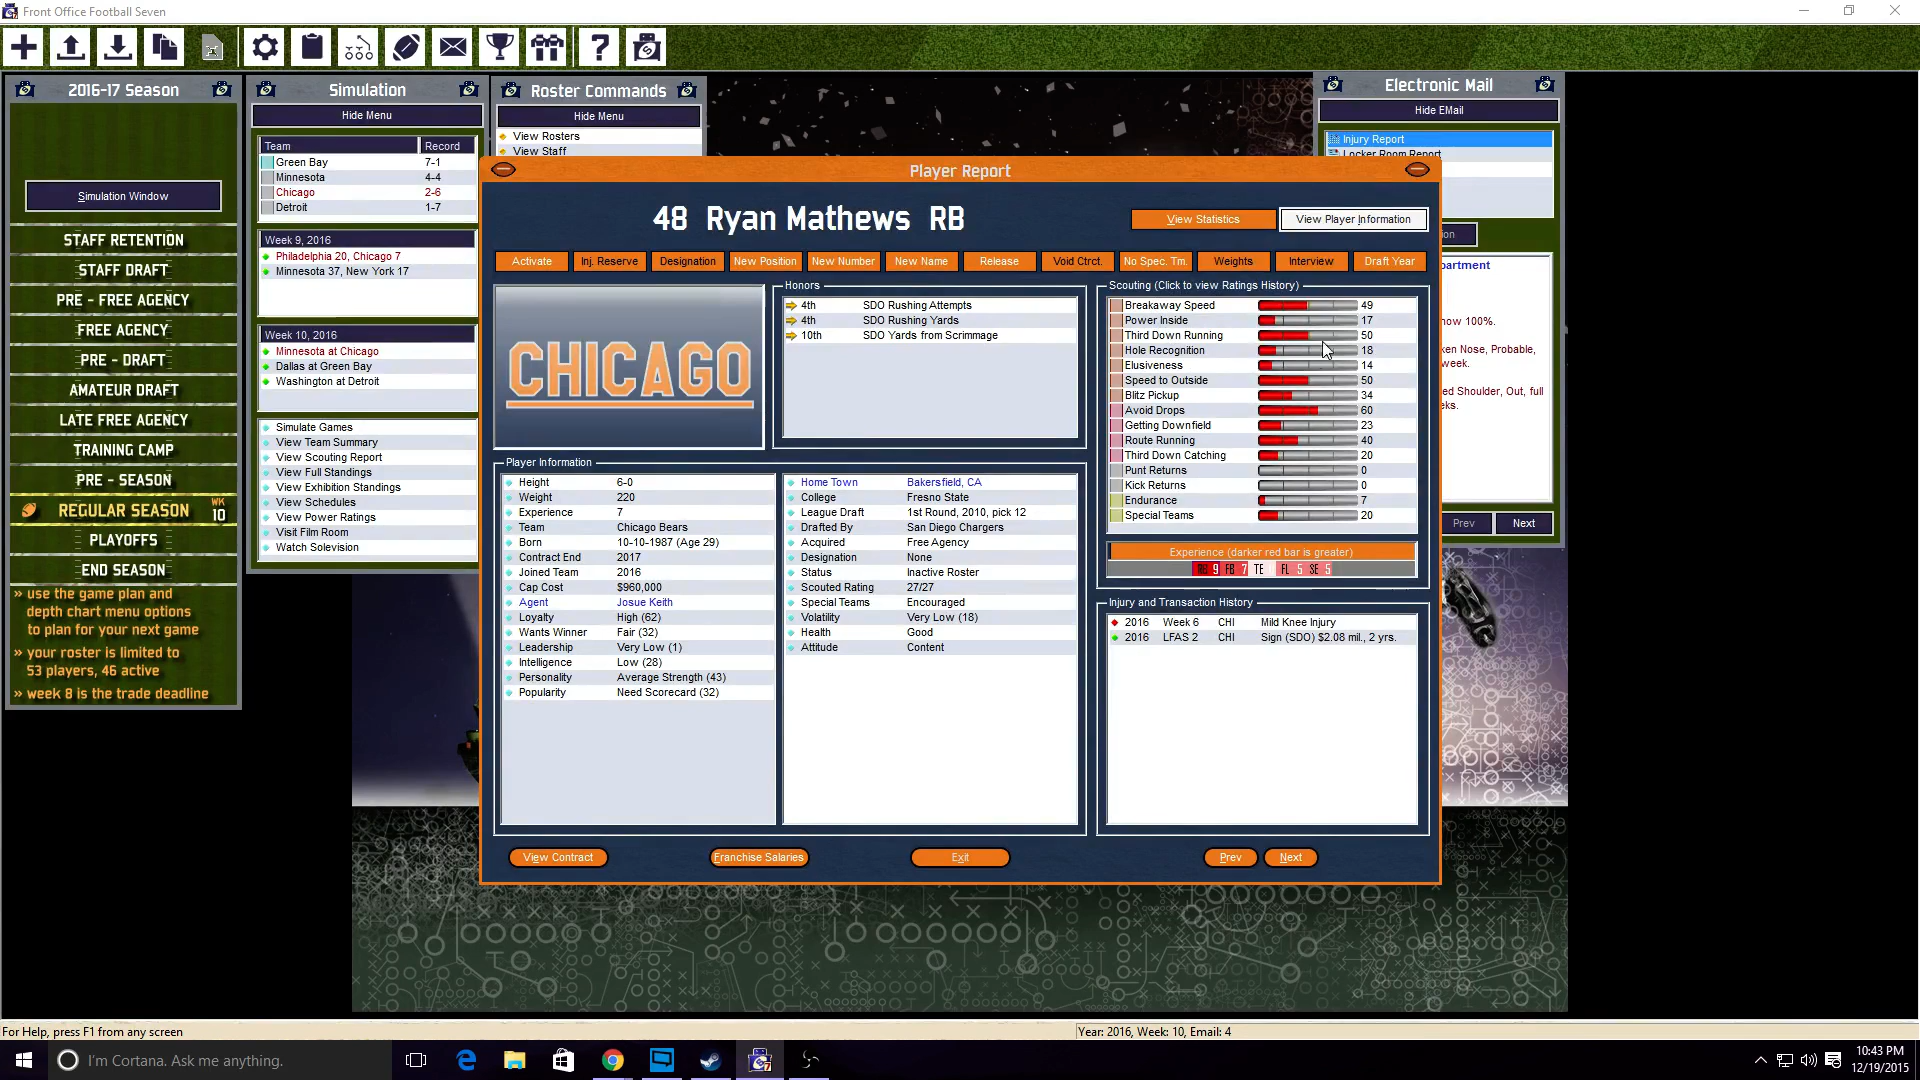 Front Office Football Seven
2016-17 Season
Simulation Window
STAFF RETENTION
STAFF DRAFT
PRE - FREE AGENCY
FREE AGENCY
PRE - DRAFT
AMATEUR DRAFT
LATE FREE AGENCY
TRAINING CAMP
PRE - SEASON
REGULAR SEASON WK 10
PLAYOFFS
END SEASON
» use the game plan and
depth chart menu options
to plan for your next game
» your roster is limited to
53 players, 46 active
» week 8 is the trade deadline
Simulation
Hide Menu
Team Record
Green Bay 7-1
Minnesota 4-4
Chicago 2-6
Detroit 1-7
Week 9, 2016
Philadelphia 20, Chicago 7
Minnesota 37, New York 17
Week 10, 2016
Minnesota at Chicago
Dallas at Green Bay
Washington at Detroit
Simulate Games
View Team Summary
View Scouting Report
View Full Standings
View Exhibition Standings
View Schedules
View Power Ratings
Visit Film Room
Watch Solevision
Roster Commands
Hide Menu
View Rosters
View Staff
Electronic Mail
Hide EMail
Injury Report
Locker Room Report
ion
partment
now 100%.
ken Nose, Probable,
week.
ed Shoulder, Out, full
ks.
Prev Next
Player Report
48 Ryan Mathews RB
View Statistics View Player Information
Activate Inj. Reserve Designation New Position New Number New Name Release Void Ctrct. No Spec. Tm. Weights Interview Draft Year
CHICAGO
Honors
4th SDO Rushing Attempts
4th SDO Rushing Yards
10th SDO Yards from Scrimmage
Scouting (Click to view Ratings History)
Breakaway Speed 49
Power Inside 17
Third Down Running 50
Hole Recognition 18
Elusiveness 14
Speed to Outside 50
Blitz Pickup 34
Avoid Drops 60
Getting Downfield 23
Route Running 40
Third Down Catching 20
Punt Returns 0
Kick Returns 0
Endurance 7
Special Teams 20
Experience (darker red bar is greater)
RB 9 FB 7 TE FL 5 SE 5
Player Information
Height 6-0
Weight 220
Experience 7
Team Chicago Bears
Born 10-10-1987 (Age 29)
Contract End 2017
Joined Team 2016
Cap Cost $960,000
Agent Josue Keith
Loyalty High (62)
Wants Winner Fair (32)
Leadership Very Low (1)
Intelligence Low (28)
Personality Average Strength (43)
Popularity Need Scorecard (32)
Home Town Bakersfield, CA
College Fresno State
League Draft 1st Round, 2010, pick 12
Drafted By San Diego Chargers
Acquired Free Agency
Designation None
Status Inactive Roster
Scouted Rating 27/27
Special Teams Encouraged
Volatility Very Low (18)
Health Good
Attitude Content
Injury and Transaction History
2016 Week 6 CHI Mild Knee Injury
2016 LFAS 2 CHI Sign (SDO) $2.08 mil., 2 yrs.
View Contract Franchise Salaries Exit Prev Next
For Help, press F1 from any screen
Year: 2016, Week: 10, Email: 4
I'm Cortana. Ask me anything.
10:43 PM
12/19/2015